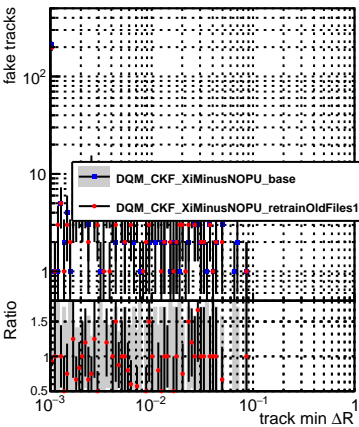 fake tracks
10²
10
1
DQM_CKF_XiMinusNOPU_base
DQM_CKF_XiMinusNOPU_retrainOldFiles1
Ratio
1.5
1
0.5
10⁻³ 10⁻² 10⁻¹ 1
track min ΔR